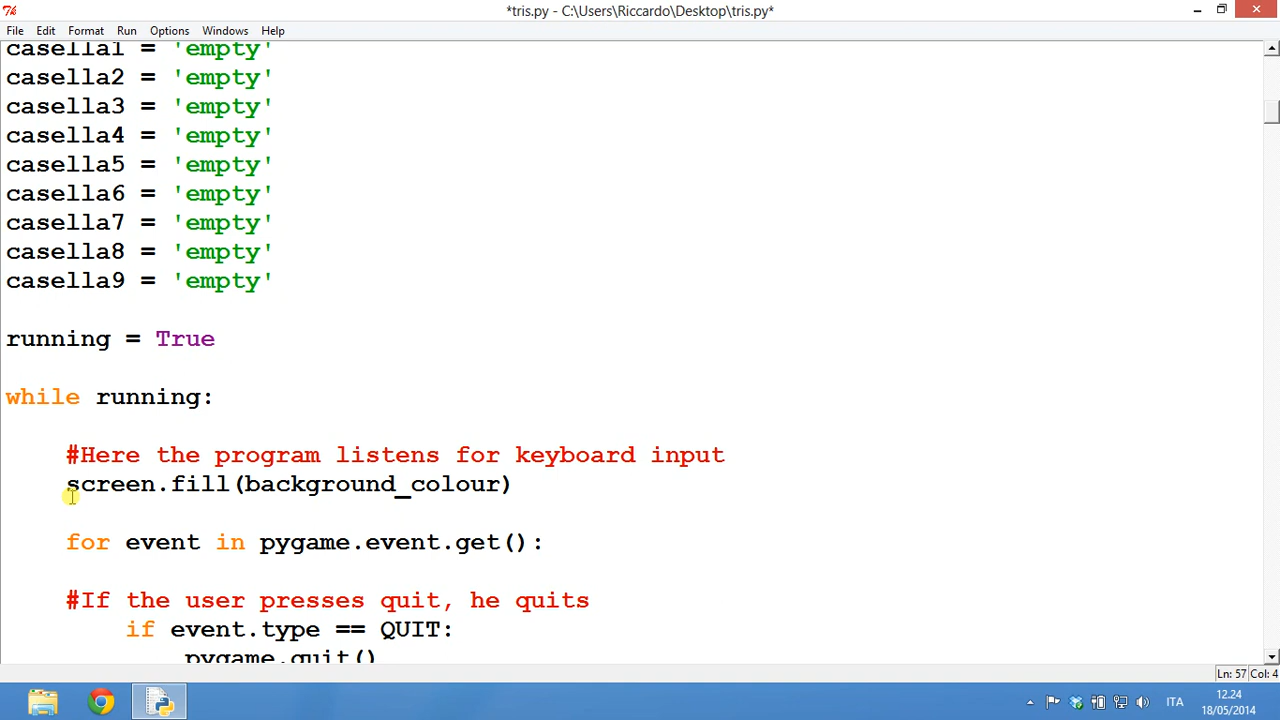 *tris.py - C:\Users\Riccardo\Desktop\tris.py*
File Edit Format Run Options Windows Help
casella1 = 'empty'
casella2 = 'empty'
casella3 = 'empty'
casella4 = 'empty'
casella5 = 'empty'
casella6 = 'empty'
casella7 = 'empty'
casella8 = 'empty'
casella9 = 'empty'
running = True
while running:
#Here the program listens for keyboard input
screen.fill(background_colour)
for event in pygame.event.get():
#If the user presses quit, he quits
if event.type == QUIT:
pygame.quit()
Ln: 57 Col: 4
ITA
12.24
18/05/2014